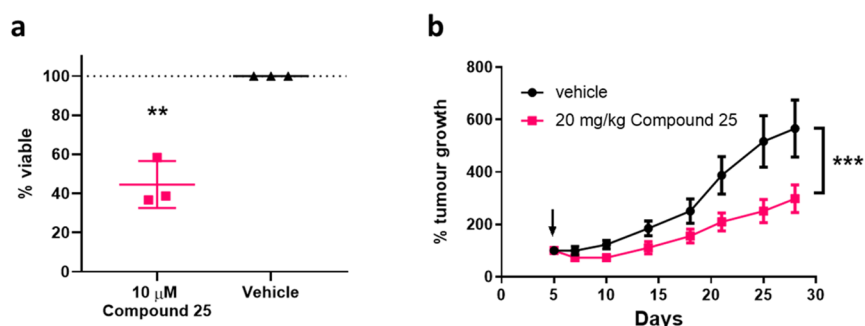 a
% viable
100
80
60
40
20
0
**
10 μM
Compound 25
Vehicle
b
% tumour growth
800
600
400
200
0
vehicle
20 mg/kg Compound 25
***
0
5
10
15
20
25
30
Days